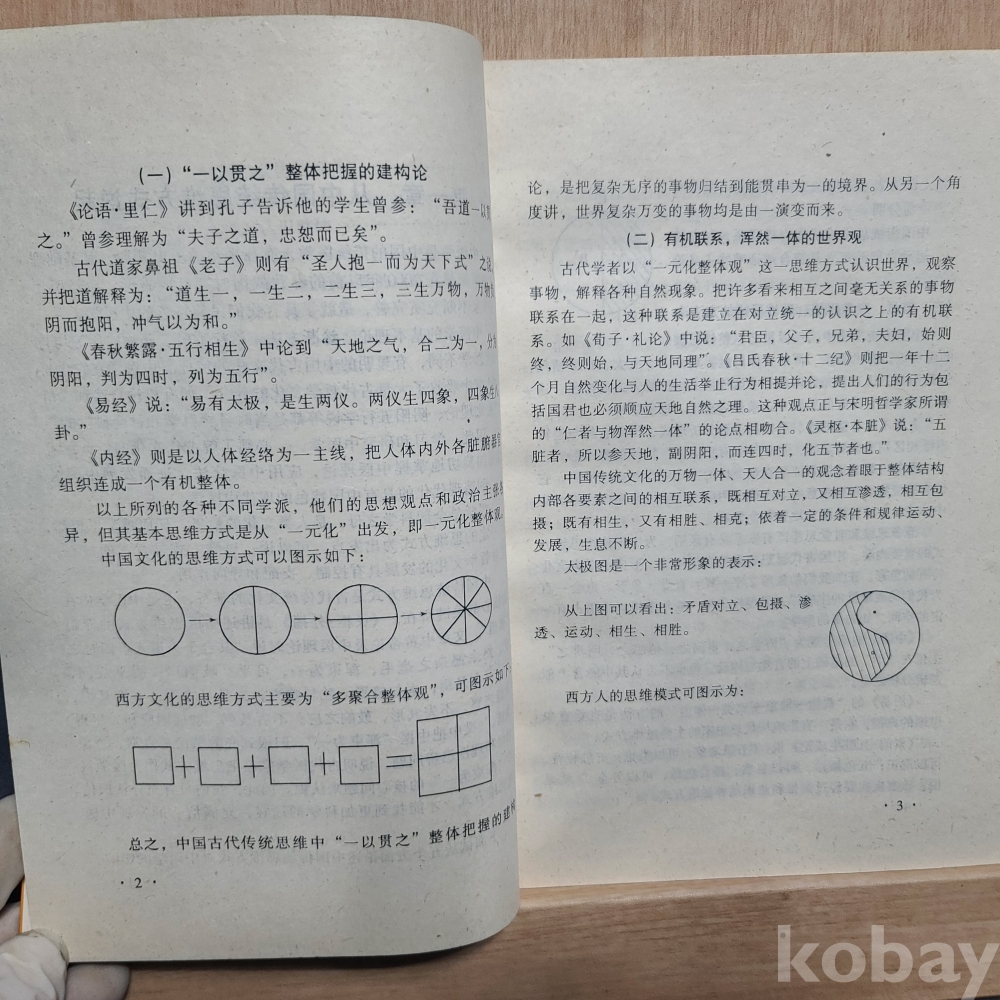 (一)“一以贯之”整体把握的建构论
《论语·里仁》讲到孔子告诉他的学生曾参：“吾道一以
之。”曾参理解为“夫子之道，忠恕而已矣”。
古代道家鼻祖《老子》则有“圣人抱一而为天下式”之
并把道解释为：“道生一，一生二，二生三，三生万物，万物
阴而抱阳，冲气以为和。”
《春秋繁露·五行相生》中论到“天地之气，合二为一，分
阴阳，判为四时，列为五行”。
《易经》说：“易有太极，是生两仪。两仪生四象，四象生
卦。”
《内经》则是以人体经络为一主线，把人体内外各脏腑器
组织连成一个有机整体。
以上所列的各种不同学派，他们的思想观点和政治主张
异，但其基本思维方式是从“一元化”出发，即一元化整体观
中国文化的思维方式可以图示如下：
西方文化的思维方式主要为“多聚合整体观”，可图示如下
总之，中国古代传统思维中“一以贯之”整体把握的建构
·2·
论，是把复杂无序的事物归结到能贯串为一的境界。从另一个角
度讲，世界复杂万变的事物均是由一演变而来。
(二)有机联系，浑然一体的世界观
古代学者以“一元化整体观”这一思维方式认识世界，观察
事物，解释各种自然现象。把许多看来相互之间毫无关系的事物
联系在一起，这种联系是建立在对立统一的认识之上的有机联
系。如《荀子·礼论》中说：“君臣，父子，兄弟，夫妇，始则
终，终则始，与天地同理”。《吕氏春秋·十二纪》则把一年十二
个月自然变化与人的生活举止行为相提并论，提出人们的行为包
括国君也必须顺应天地自然之理。这种观点正与宋明哲学家所谓
的“仁者与物浑然一体”的论点相吻合。《灵枢·本脏》说：“五
脏者，所以参天地，副阴阳，而连四时，化五节者也。”
中国传统文化的万物一体、天人合一的观念着眼于整体结构
内部各要素之间的相互联系，既相互对立，又相互渗透，相互包
摄；既有相生，又有相胜、相克；依着一定的条件和规律运动、
发展，生息不断。
太极图是一个非常形象的表示：
从上图可以看出：矛盾对立、包摄、渗
透、运动、相生、相胜。
西方人的思维模式可图示为：
·3·
kobay